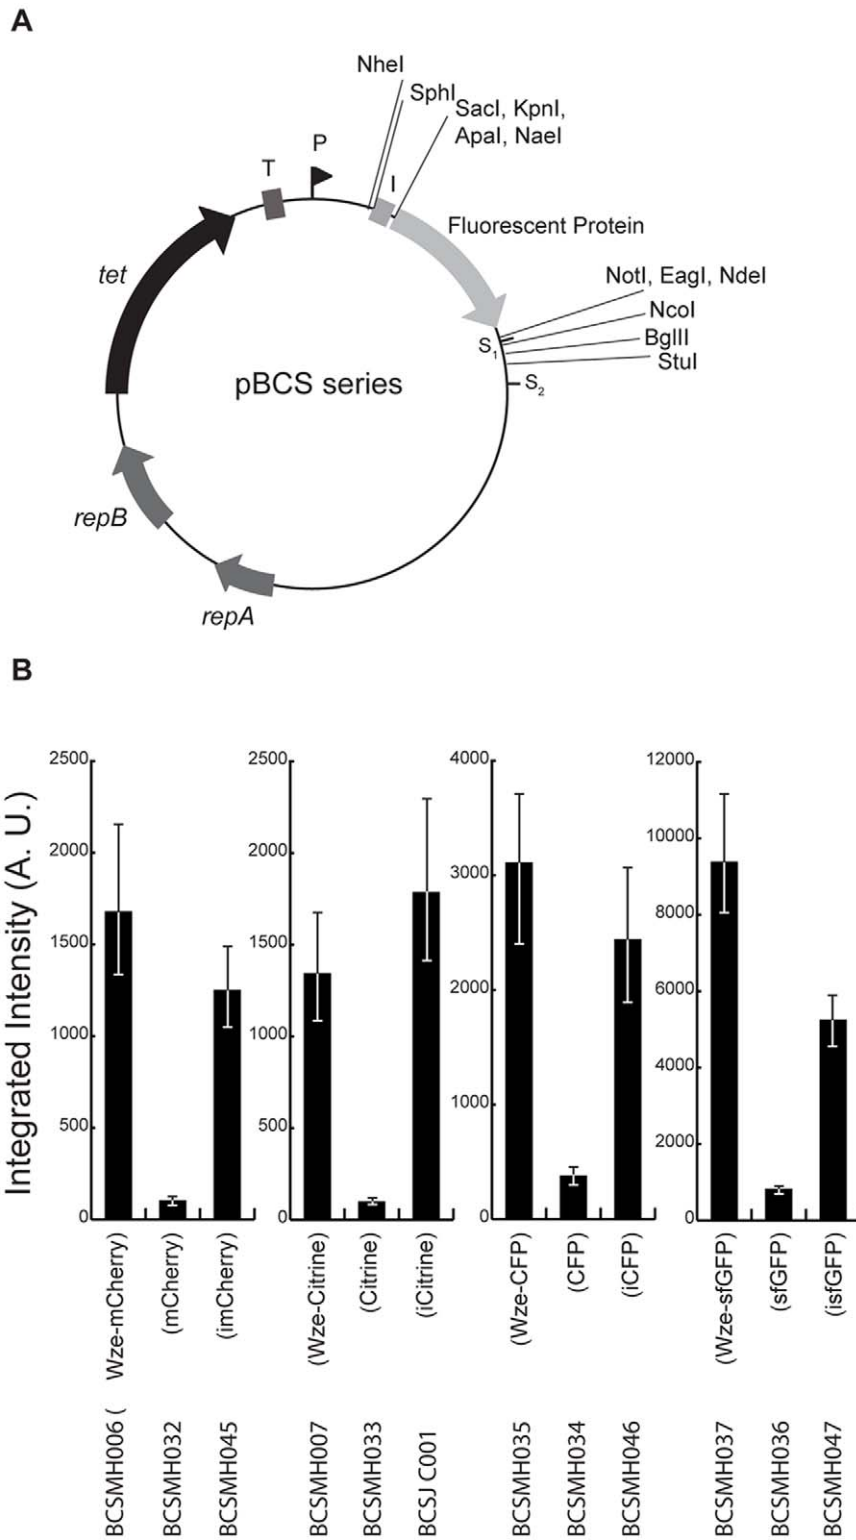 A
NheI
SphI
SacI, KpnI,
ApaI, NaeI
P
T
I
Fluorescent Protein
tet
NotI, EagI, NdeI
NcoI
BglII
StuI
S1
S2
pBCS series
repB
repA
B
Integrated Intensity (A. U.)
2500
2000
1500
1000
500
0
2500
2000
1500
1000
500
0
4000
3000
2000
1000
0
12000
10000
8000
6000
4000
2000
0
BCSMH006 ( Wze-mCherry)
BCSMH032 (mCherry)
BCSMH045 (imCherry)
BCSMH007 (Wze-Citrine)
BCSMH033 (Citrine)
BCSJ C001 (iCitrine)
BCSMH035 (Wze-CFP)
BCSMH034 (CFP)
BCSMH046 (iCFP)
BCSMH037 (Wze-sfGFP)
BCSMH036 (sfGFP)
BCSMH047 (isfGFP)